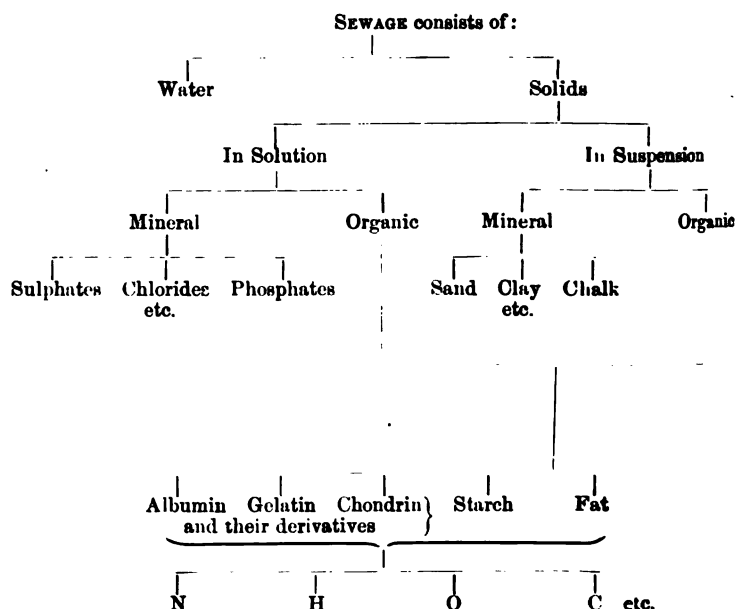 SEWAGE consists of:
Water Solids
In Solution In Suspension
Mineral Organic Mineral Organic
Sulphates Chlorides Phosphates Sand Clay Chalk
etc. etc.
Albumin Gelatin Chondrin } Starch Fat
and their derivatives
N H O C etc.